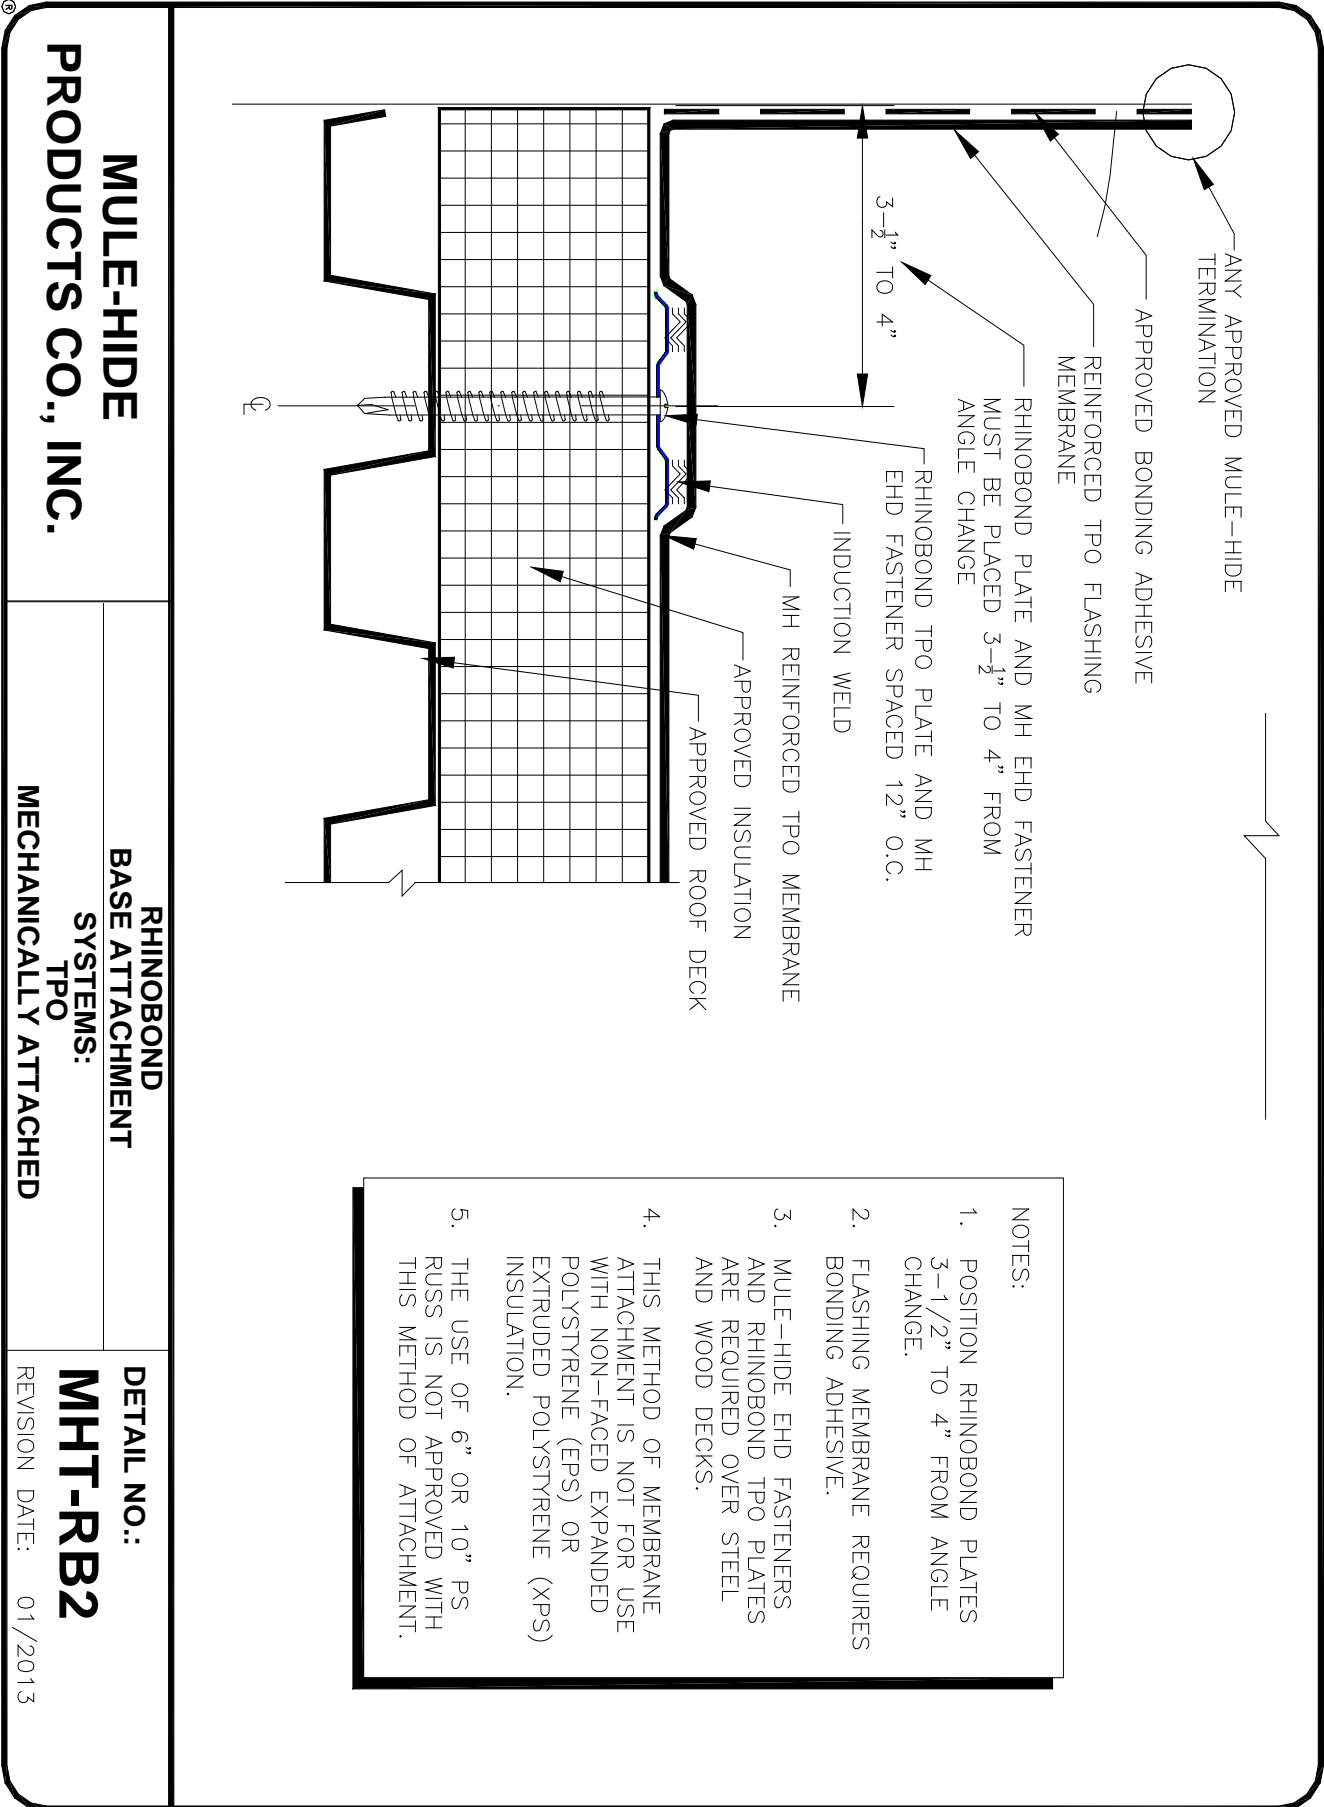 ANY APPROVED MULE-HIDE
TERMINATION
APPROVED BONDING ADHESIVE
REINFORCED TPO FLASHING
MEMBRANE
RHINOBOND PLATE AND MH EHD FASTENER
MUST BE PLACED 3-1/2" TO 4" FROM
ANGLE CHANGE
3-1/2" TO 4"
RHINOBOND TPO PLATE AND MH
EHD FASTENER SPACED 12" O.C.
INDUCTION WELD
MH REINFORCED TPO MEMBRANE
APPROVED INSULATION
APPROVED ROOF DECK
CL
NOTES:
1. POSITION RHINOBOND PLATES
3-1/2" TO 4" FROM ANGLE
CHANGE.
2. FLASHING MEMBRANE REQUIRES
BONDING ADHESIVE.
3. MULE-HIDE EHD FASTENERS
AND RHINOBOND TPO PLATES
ARE REQUIRED OVER STEEL
AND WOOD DECKS.
4. THIS METHOD OF MEMBRANE
ATTACHMENT IS NOT FOR USE
WITH NON-FACED EXPANDED
POLYSTYRENE (EPS) OR
EXTRUDED POLYSTYRENE (XPS)
INSULATION.
5. THE USE OF 6" OR 10" PS
RUSS IS NOT APPROVED WITH
THIS METHOD OF ATTACHMENT.
MULE-HIDE
PRODUCTS CO., INC.
®
RHINOBOND
BASE ATTACHMENT
SYSTEMS:
TPO
MECHANICALLY ATTACHED
DETAIL NO.:
MHT-RB2
REVISION DATE: 01/2013